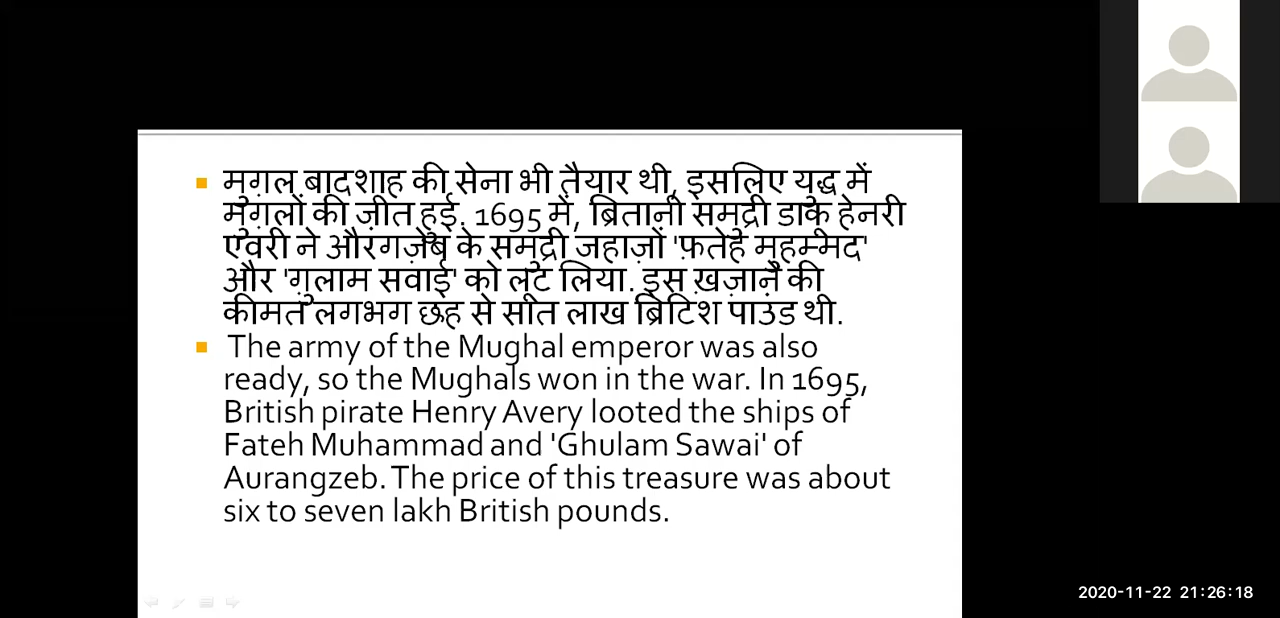 मुग़ल बादशाह की सेना भी तैयार थी, इसलिए युद्ध में
मुग़लों की जीत हुई. 1695 में, ब्रितानी समुद्री डाकू हेनरी
एवरी ने औरंगज़ेब के समुद्री जहाज़ों 'फ़तेह मुहम्मद'
और 'ग़ुलाम सवाई' को लूट लिया. इस ख़ज़ाने की
कीमत लगभग छह से सात लाख ब्रिटिश पाउंड थी.
The army of the Mughal emperor was also
ready, so the Mughals won in the war. In 1695,
British pirate Henry Avery looted the ships of
Fateh Muhammad and 'Ghulam Sawai' of
Aurangzeb. The price of this treasure was about
six to seven lakh British pounds.
2020-11-22 21:26:18